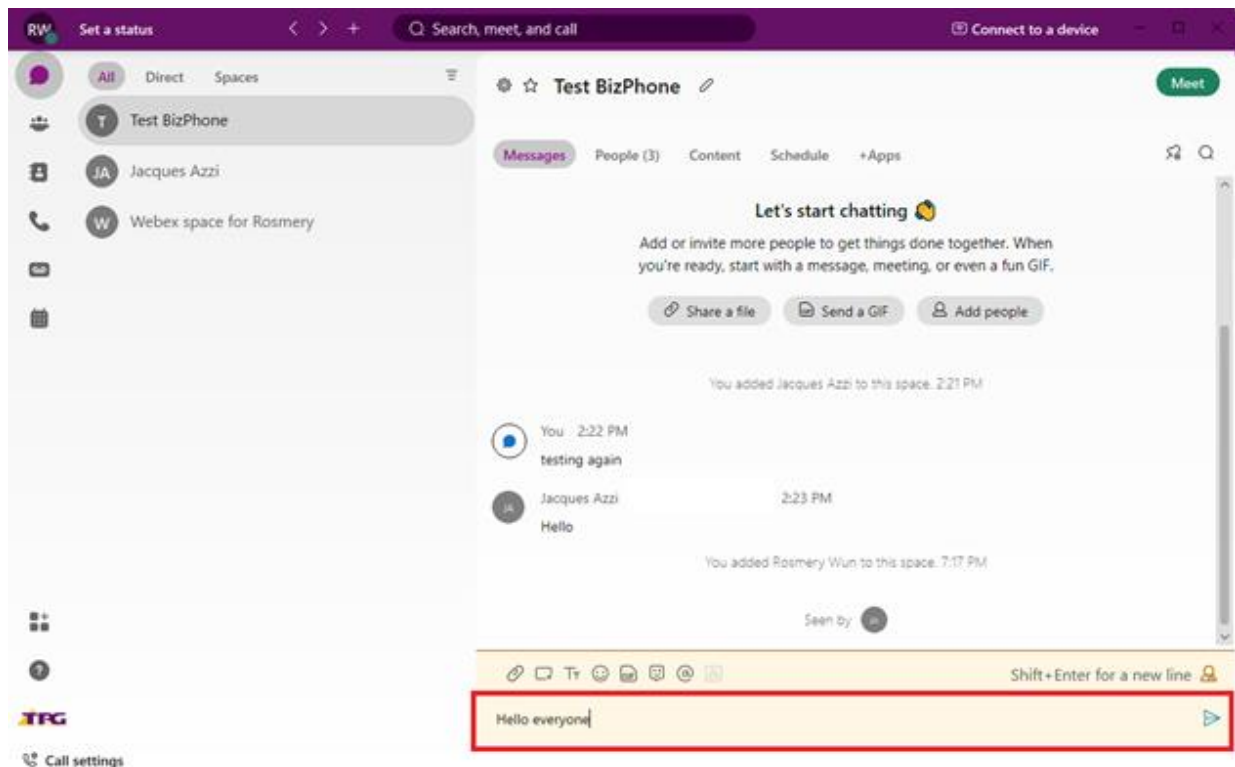 RW Set a status Search, meet, and call Connect to a device
All Direct Spaces
T Test BizPhone
JA Jacques Azzi
W Webex space for Rosmery
TPG
Call settings
Test BizPhone Meet
Messages People (3) Content Schedule +Apps
Let's start chatting
Add or invite more people to get things done together. When
you're ready, start with a message, meeting, or even a fun GIF.
Share a file Send a GIF Add people
You added Jacques Azzi to this space. 2:21 PM
You 2:22 PM
testing again
JA Jacques Azzi 2:23 PM
Hello
You added Rosmery Wun to this space. 7:17 PM
Seen by JA
Shift+Enter for a new line
Hello everyone